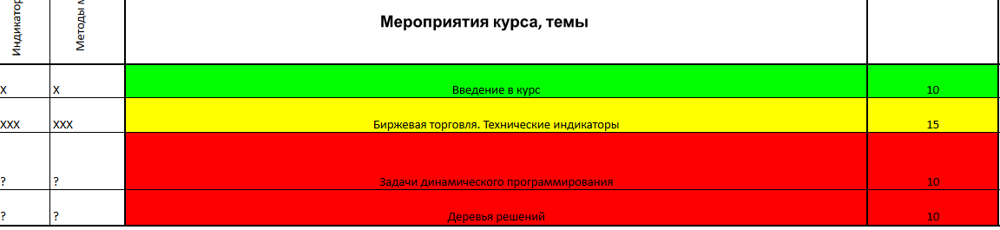 Индикатор
Методы м
Мероприятия курса, темы
X X Введение в курс 10
XXX XXX Биржевая торговля. Технические индикаторы 15
? ? Задачи динамического программирования 10
? ? Деревья решений 10